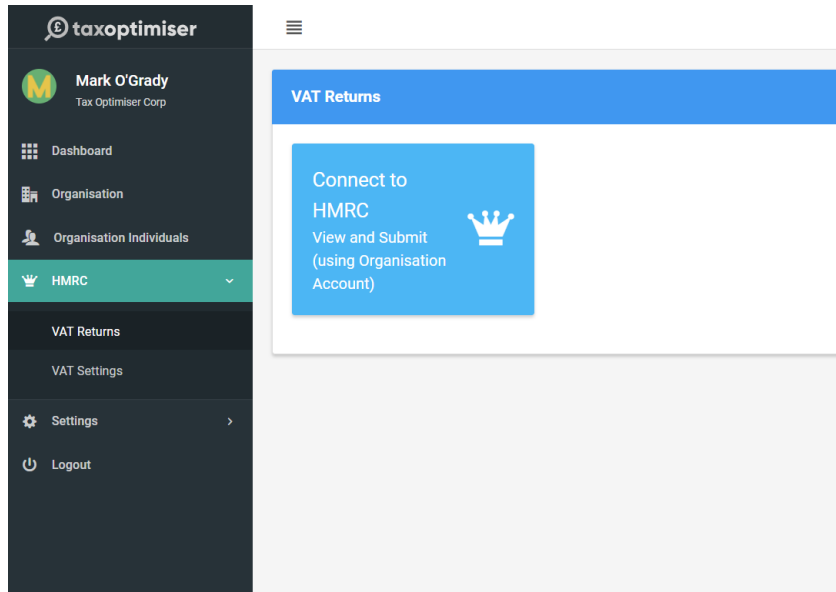 taxoptimiser
Mark O'Grady
Tax Optimiser Corp
Dashboard
Organisation
Organisation Individuals
HMRC
VAT Returns
VAT Settings
Settings
Logout
VAT Returns
Connect to
HMRC
View and Submit
(using Organisation
Account)